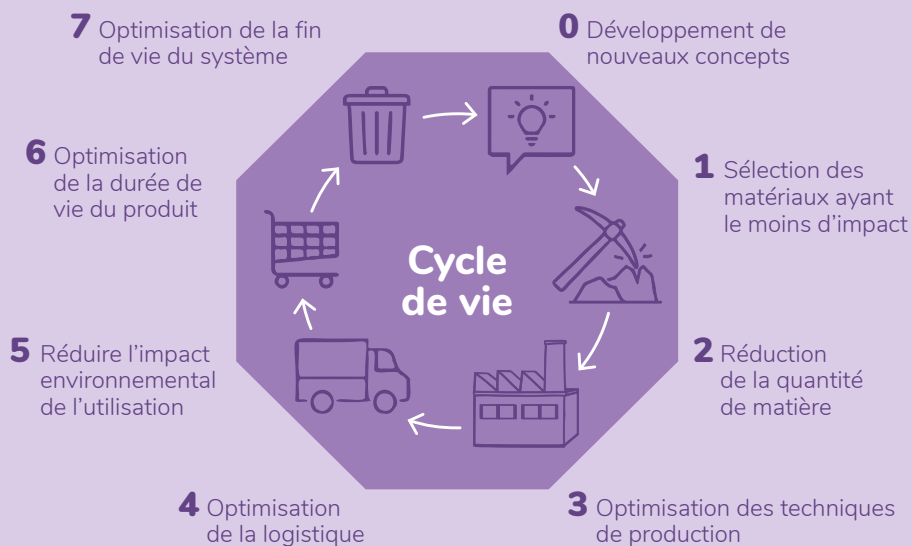 7 Optimisation de la fin
de vie du système
0 Développement de
nouveaux concepts
6 Optimisation
de la durée de
vie du produit
1 Sélection des
matériaux ayant
le moins d’impact
Cycle
de vie
5 Réduire l’impact
environnemental
de l’utilisation
2 Réduction
de la quantité
de matière
4 Optimisation
de la logistique
3 Optimisation des techniques
de production